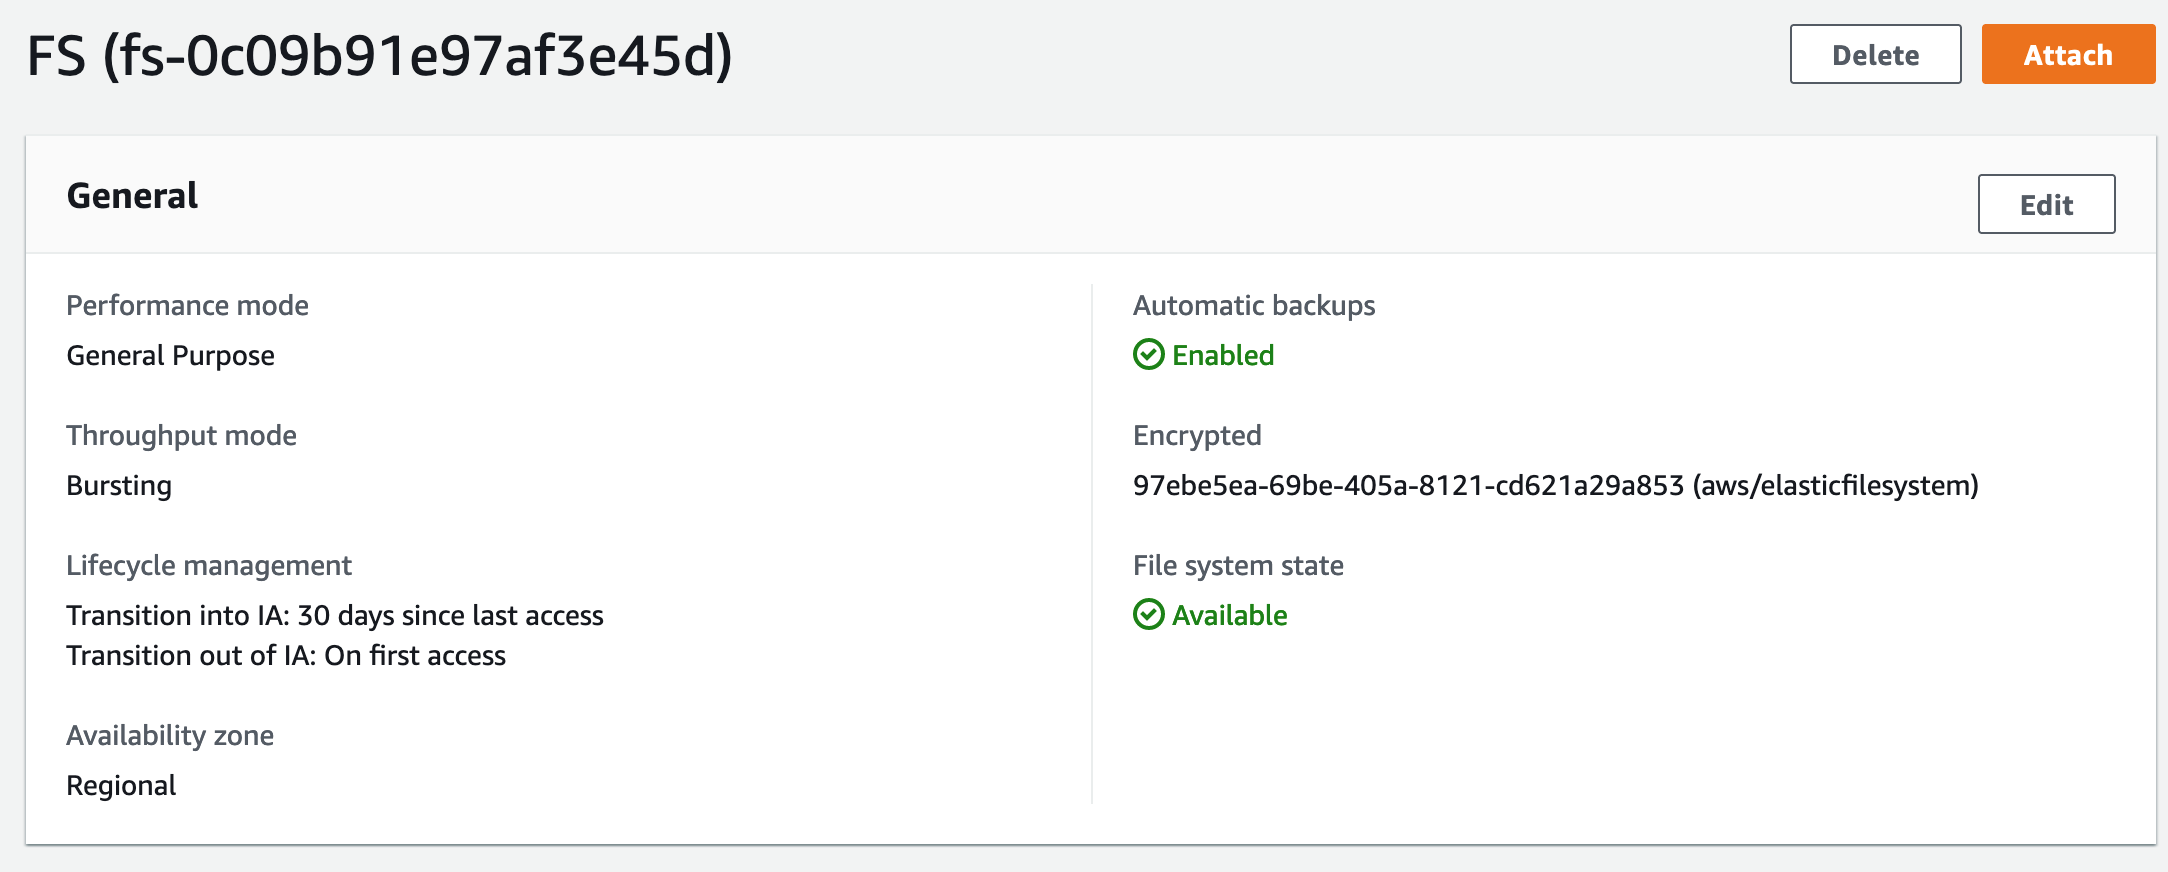 FS (fs-0c09b91e97af3e45d)
Delete
Attach
General
Edit
Performance mode
General Purpose
Throughput mode
Bursting
Lifecycle management
Transition into IA: 30 days since last access
Transition out of IA: On first access
Availability zone
Regional
Automatic backups
Enabled
Encrypted
97ebe5ea-69be-405a-8121-cd621a29a853 (aws/elasticfilesystem)
File system state
Available